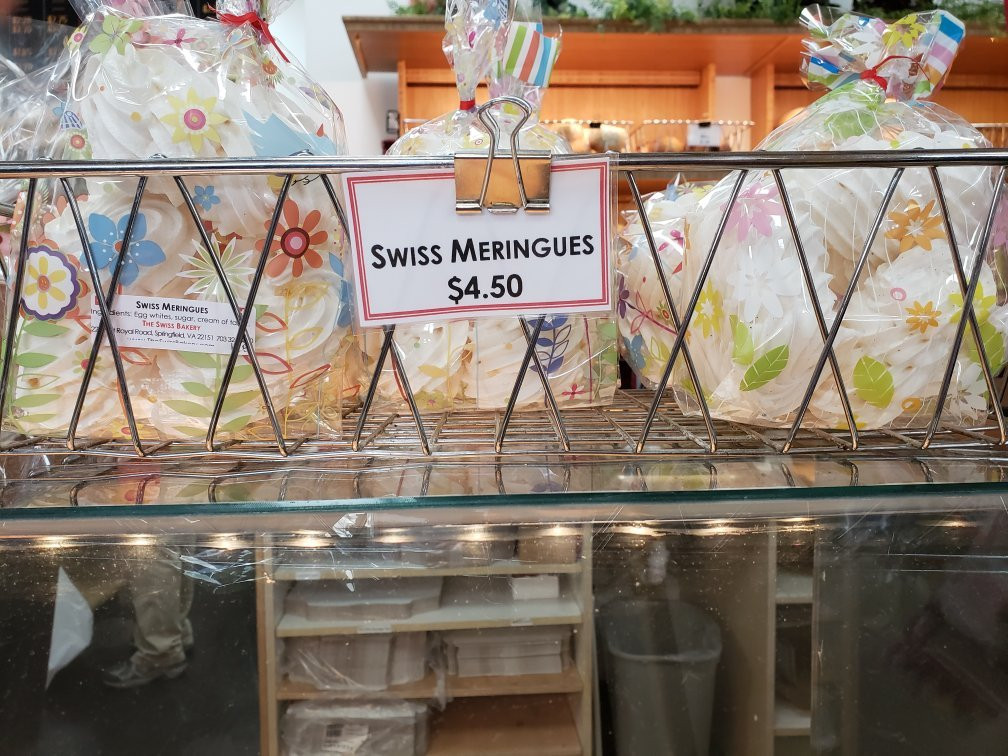 Swiss Meringues
$4.50
Swiss Meringues
Ingredients: Egg whites, sugar, cream of
The Swiss Bakery
Royal Road, Springfield, VA 22151 703